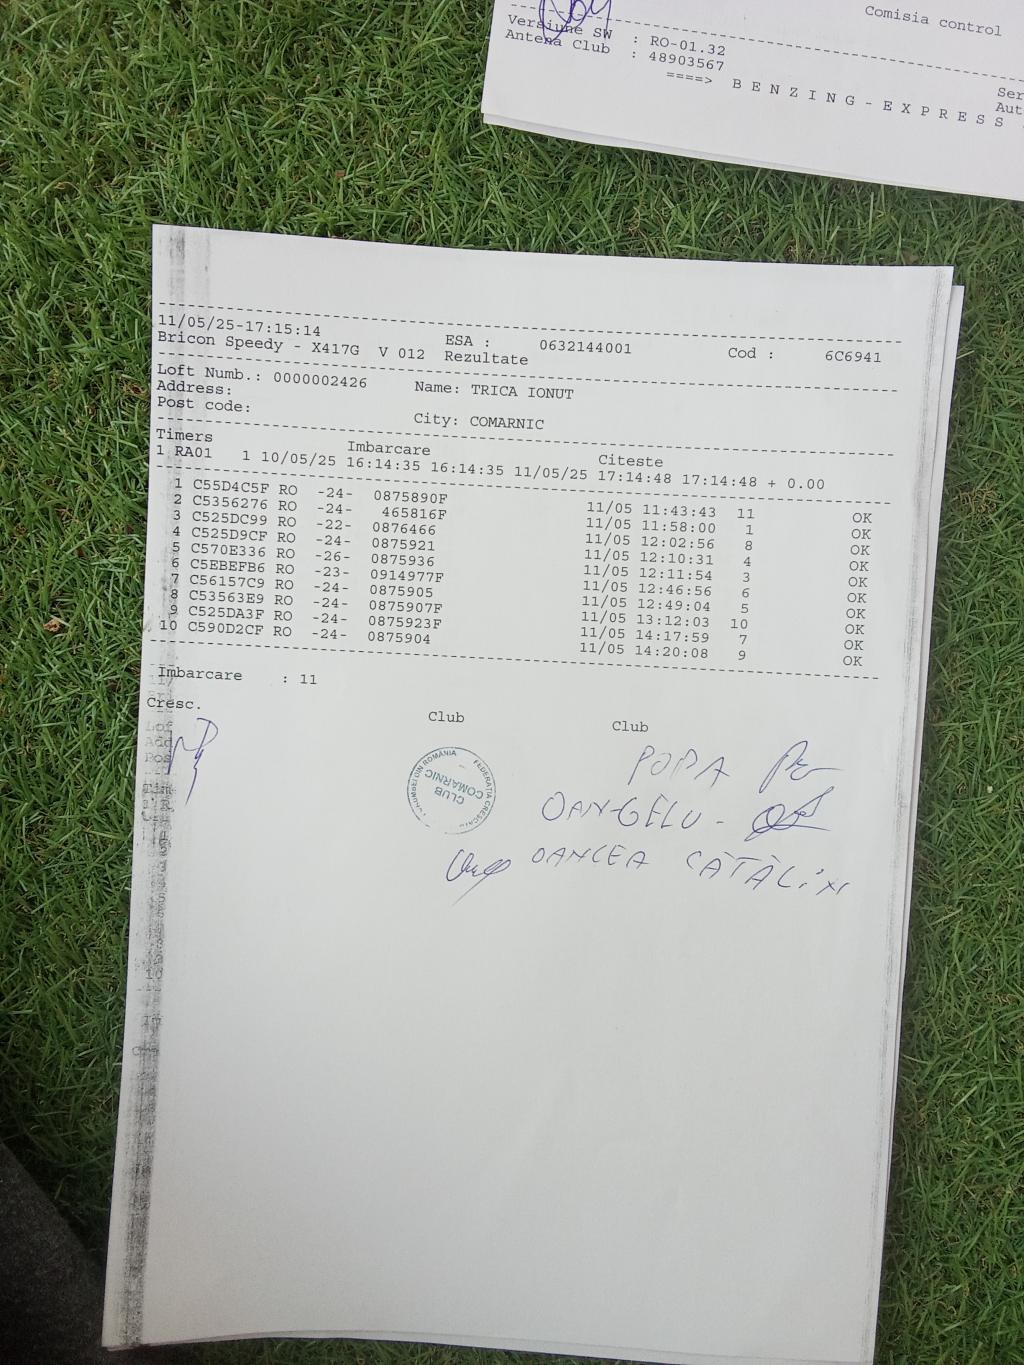 Comisia control
Versiune SW : RO-01.32
Antena Club : 48903567
Ser
Aut
====> B E N Z I N G - E X P R E S S
11/05/25-17:15:14 ESA : 0632144001 Cod : 6C6941
Bricon Speedy - X417G V 012 Rezultate
Loft Numb.: 0000002426 Name: TRICA IONUT
Address:
Post code: City: COMARNIC
Timers Imbarcare Citeste
1 RA01 1 10/05/25 16:14:35 16:14:35 11/05/25 17:14:48 17:14:48 + 0.00
1 C55D4C5F RO -24- 0875890F 11/05 11:43:43 11 OK
2 C5356276 RO -24- 465816F 11/05 11:58:00 1 OK
3 C525DC99 RO -22- 0876466 11/05 12:02:56 8 OK
4 C525D9CF RO -24- 0875921 11/05 12:10:31 4 OK
5 C570E336 RO -26- 0875936 11/05 12:11:54 3 OK
6 C5EBEFB6 RO -23- 0914977F 11/05 12:46:56 6 OK
7 C56157C9 RO -24- 0875905 11/05 12:49:04 5 OK
8 C53563E9 RO -24- 0875907F 11/05 13:12:03 10 OK
9 C525DA3F RO -24- 0875923F 11/05 14:17:59 7 OK
10 C590D2CF RO -24- 0875904 11/05 14:20:08 9 OK
Imbarcare : 11
Cresc. Club Club
POPA
CLUB COMARNIC
DAN GELU -
OANCEA CĂTĂLIN